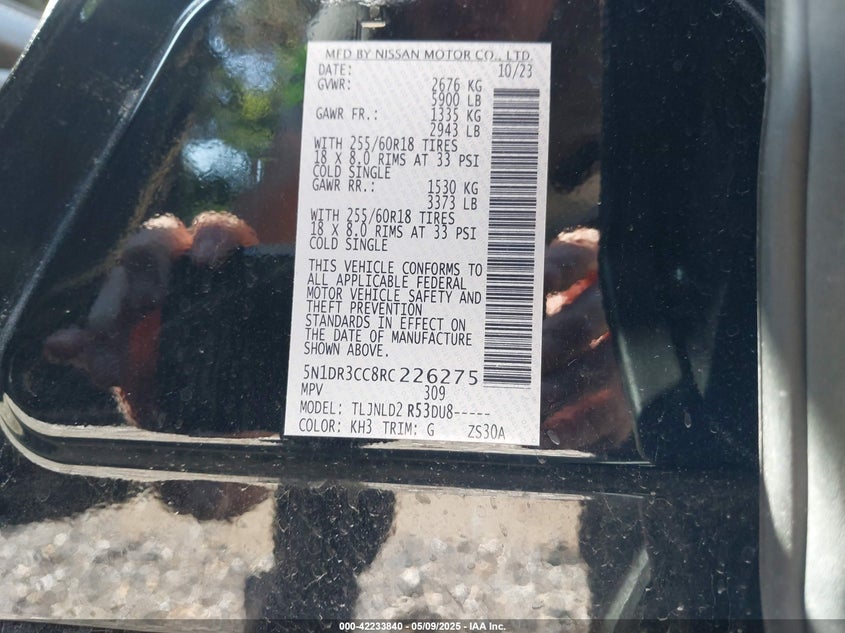 MFD BY NISSAN MOTOR CO., LTD.
DATE: 10/23
GVWR: 2676 KG
5900 LB
GAWR FR.: 1335 KG
2943 LB
WITH 255/60R18 TIRES
18 X 8.0 RIMS AT 33 PSI
COLD SINGLE
GAWR RR.: 1530 KG
3373 LB
WITH 255/60R18 TIRES
18 X 8.0 RIMS AT 33 PSI
COLD SINGLE
THIS VEHICLE CONFORMS TO
ALL APPLICABLE FEDERAL
MOTOR VEHICLE SAFETY AND
THEFT PREVENTION
STANDARDS IN EFFECT ON
THE DATE OF MANUFACTURE
SHOWN ABOVE.
5N1DR3CC8RC226275
MPV 309
MODEL: TLJNLD2 R53DU8-----
COLOR: KH3 TRIM: G ZS30A
000-42233840 - 05/09/2025 - IAA Inc.